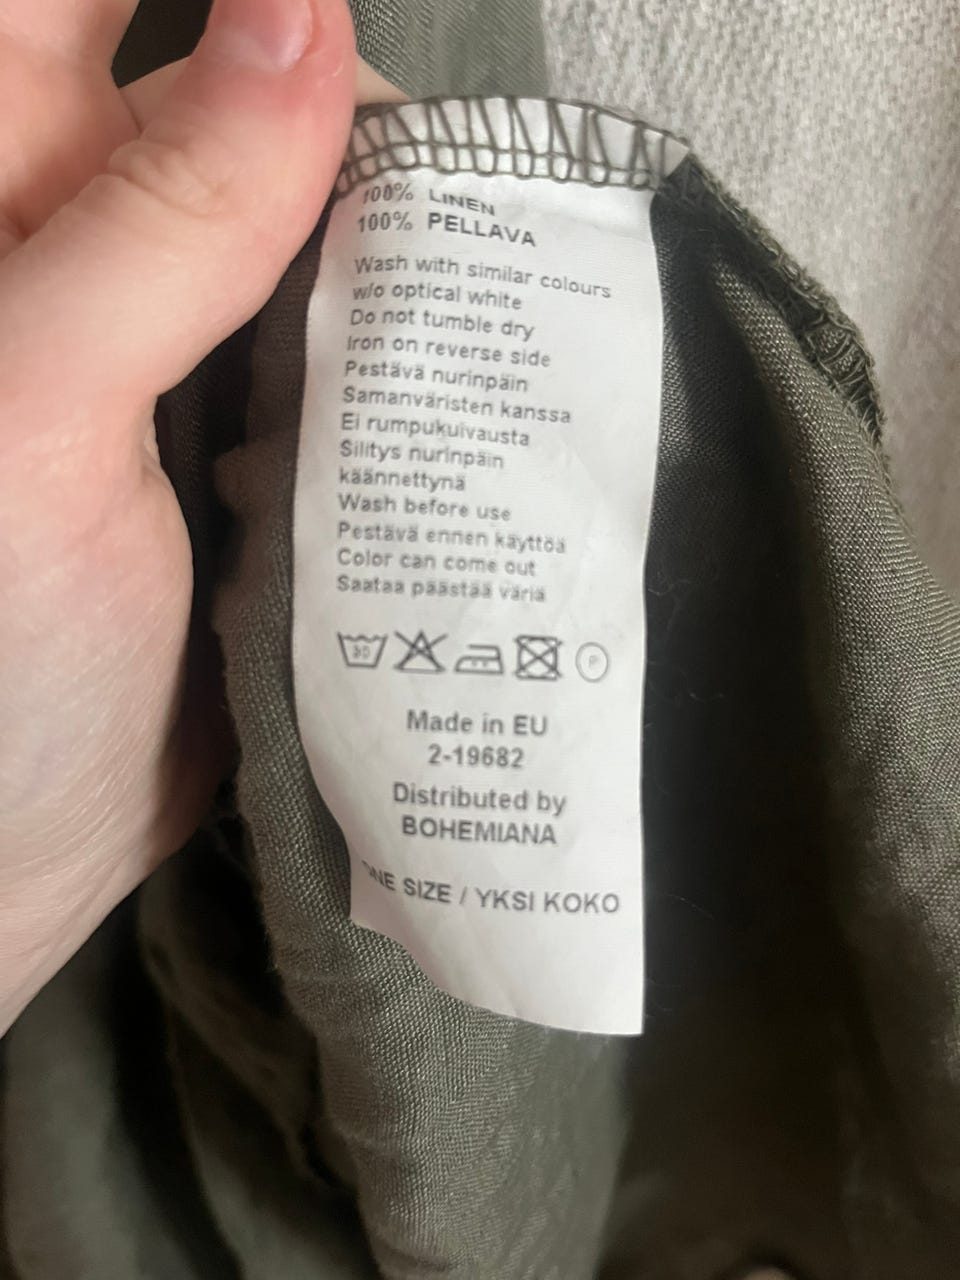 100% LINEN
100% PELLAVA
Wash with similar colours
w/o optical white
Do not tumble dry
Iron on reverse side
Pestävä nurinpäin
Samanväristen kanssa
Ei rumpukuivausta
Silitys nurinpäin
käännettynä
Wash before use
Pestävä ennen käyttöä
Color can come out
Saataa päästää väriä
30 P
Made in EU
2-19682
Distributed by
BOHEMIANA
ONE SIZE / YKSI KOKO